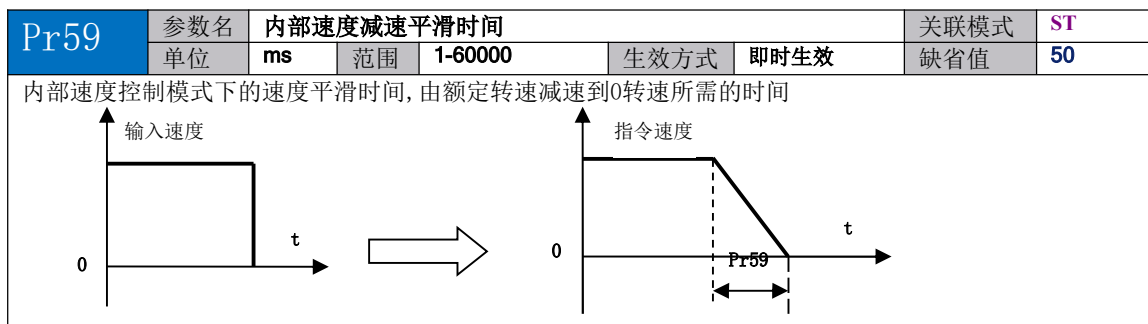 Pr59 参数名 内部速度减速平滑时间 关联模式 ST
单位 ms 范围 1-60000 生效方式 即时生效 缺省值 50
内部速度控制模式下的速度平滑时间,由额定转速减速到0转速所需的时间
输入速度 指令速度
t t
0 0
Pr59